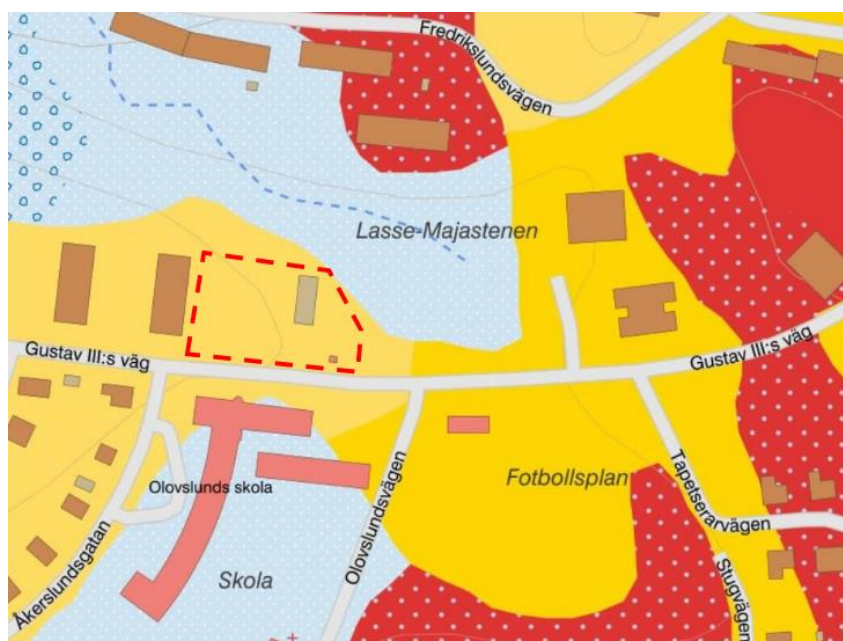 Fredrikslundsvägen
Lasse-Majastenen
Gustav III:s väg
Gustav III:s väg
Olovslunds skola
Fotbollsplan
Tapetserarvägen
Olovslundsvägen
Skola
Åkerslundsgatan
Stugvägen